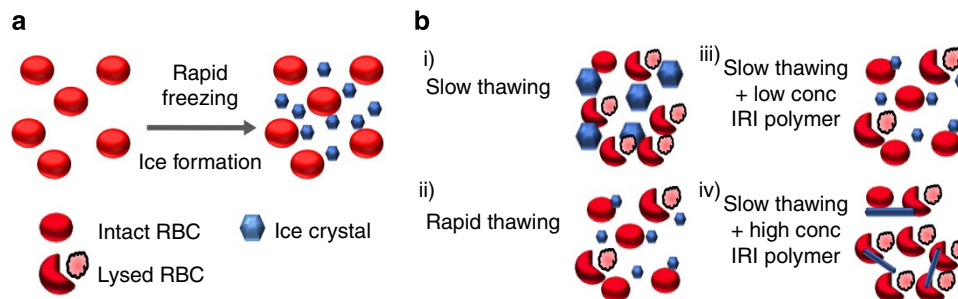 a
Rapid
freezing
Ice formation
Intact RBC
Ice crystal
Lysed RBC
b
i)
Slow thawing
ii)
Rapid thawing
iii)
Slow thawing
+ low conc
IRI polymer
iv)
Slow thawing
+ high conc
IRI polymer